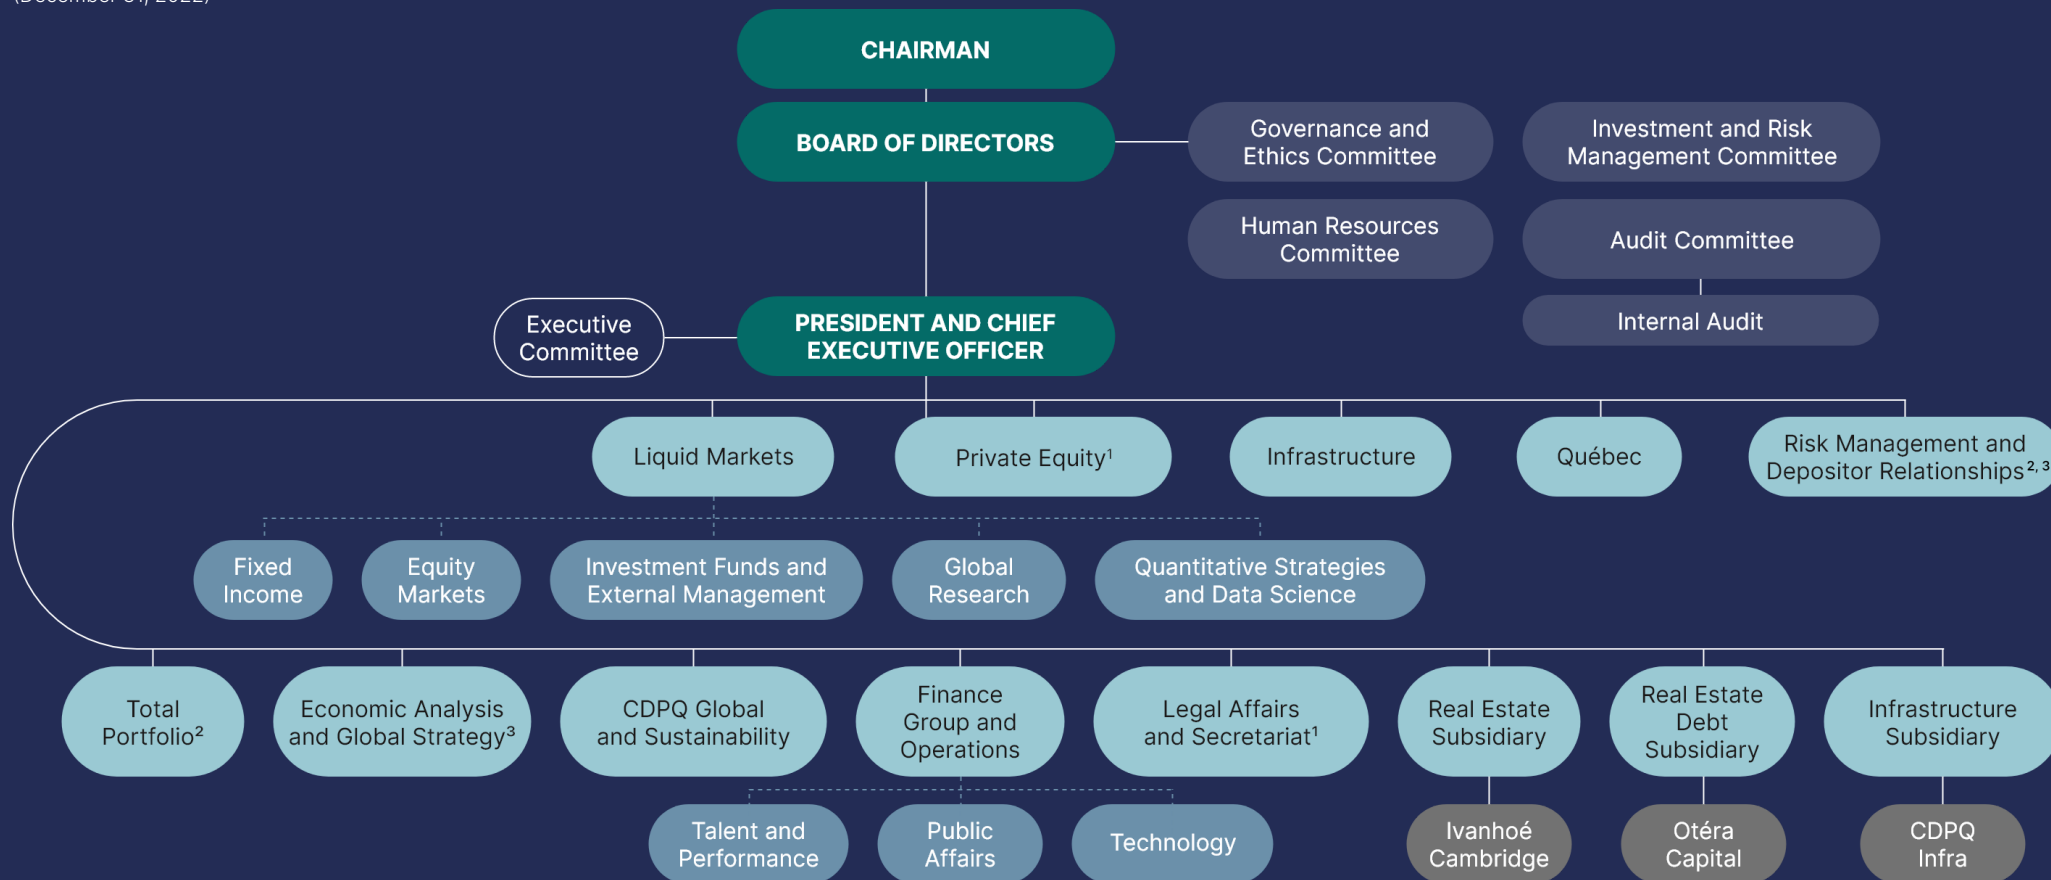 (December 31, 2022)
CHAIRMAN
BOARD OF DIRECTORS
Governance and
Ethics Committee
Investment and Risk
Management Committee
Human Resources
Committee
Audit Committee
Internal Audit
Executive
Committee
PRESIDENT AND CHIEF
EXECUTIVE OFFICER
Liquid Markets
Private Equity¹
Infrastructure
Québec
Risk Management and
Depositor Relationships²,³
Fixed
Income
Equity
Markets
Investment Funds and
External Management
Global
Research
Quantitative Strategies
and Data Science
Total
Portfolio²
Economic Analysis
and Global Strategy³
CDPQ Global
and Sustainability
Finance
Group and
Operations
Legal Affairs
and Secretariat¹
Real Estate
Subsidiary
Real Estate
Debt
Subsidiary
Infrastructure
Subsidiary
Talent and
Performance
Public
Affairs
Technology
Ivanhoé
Cambridge
Otéra
Capital
CDPQ
Infra